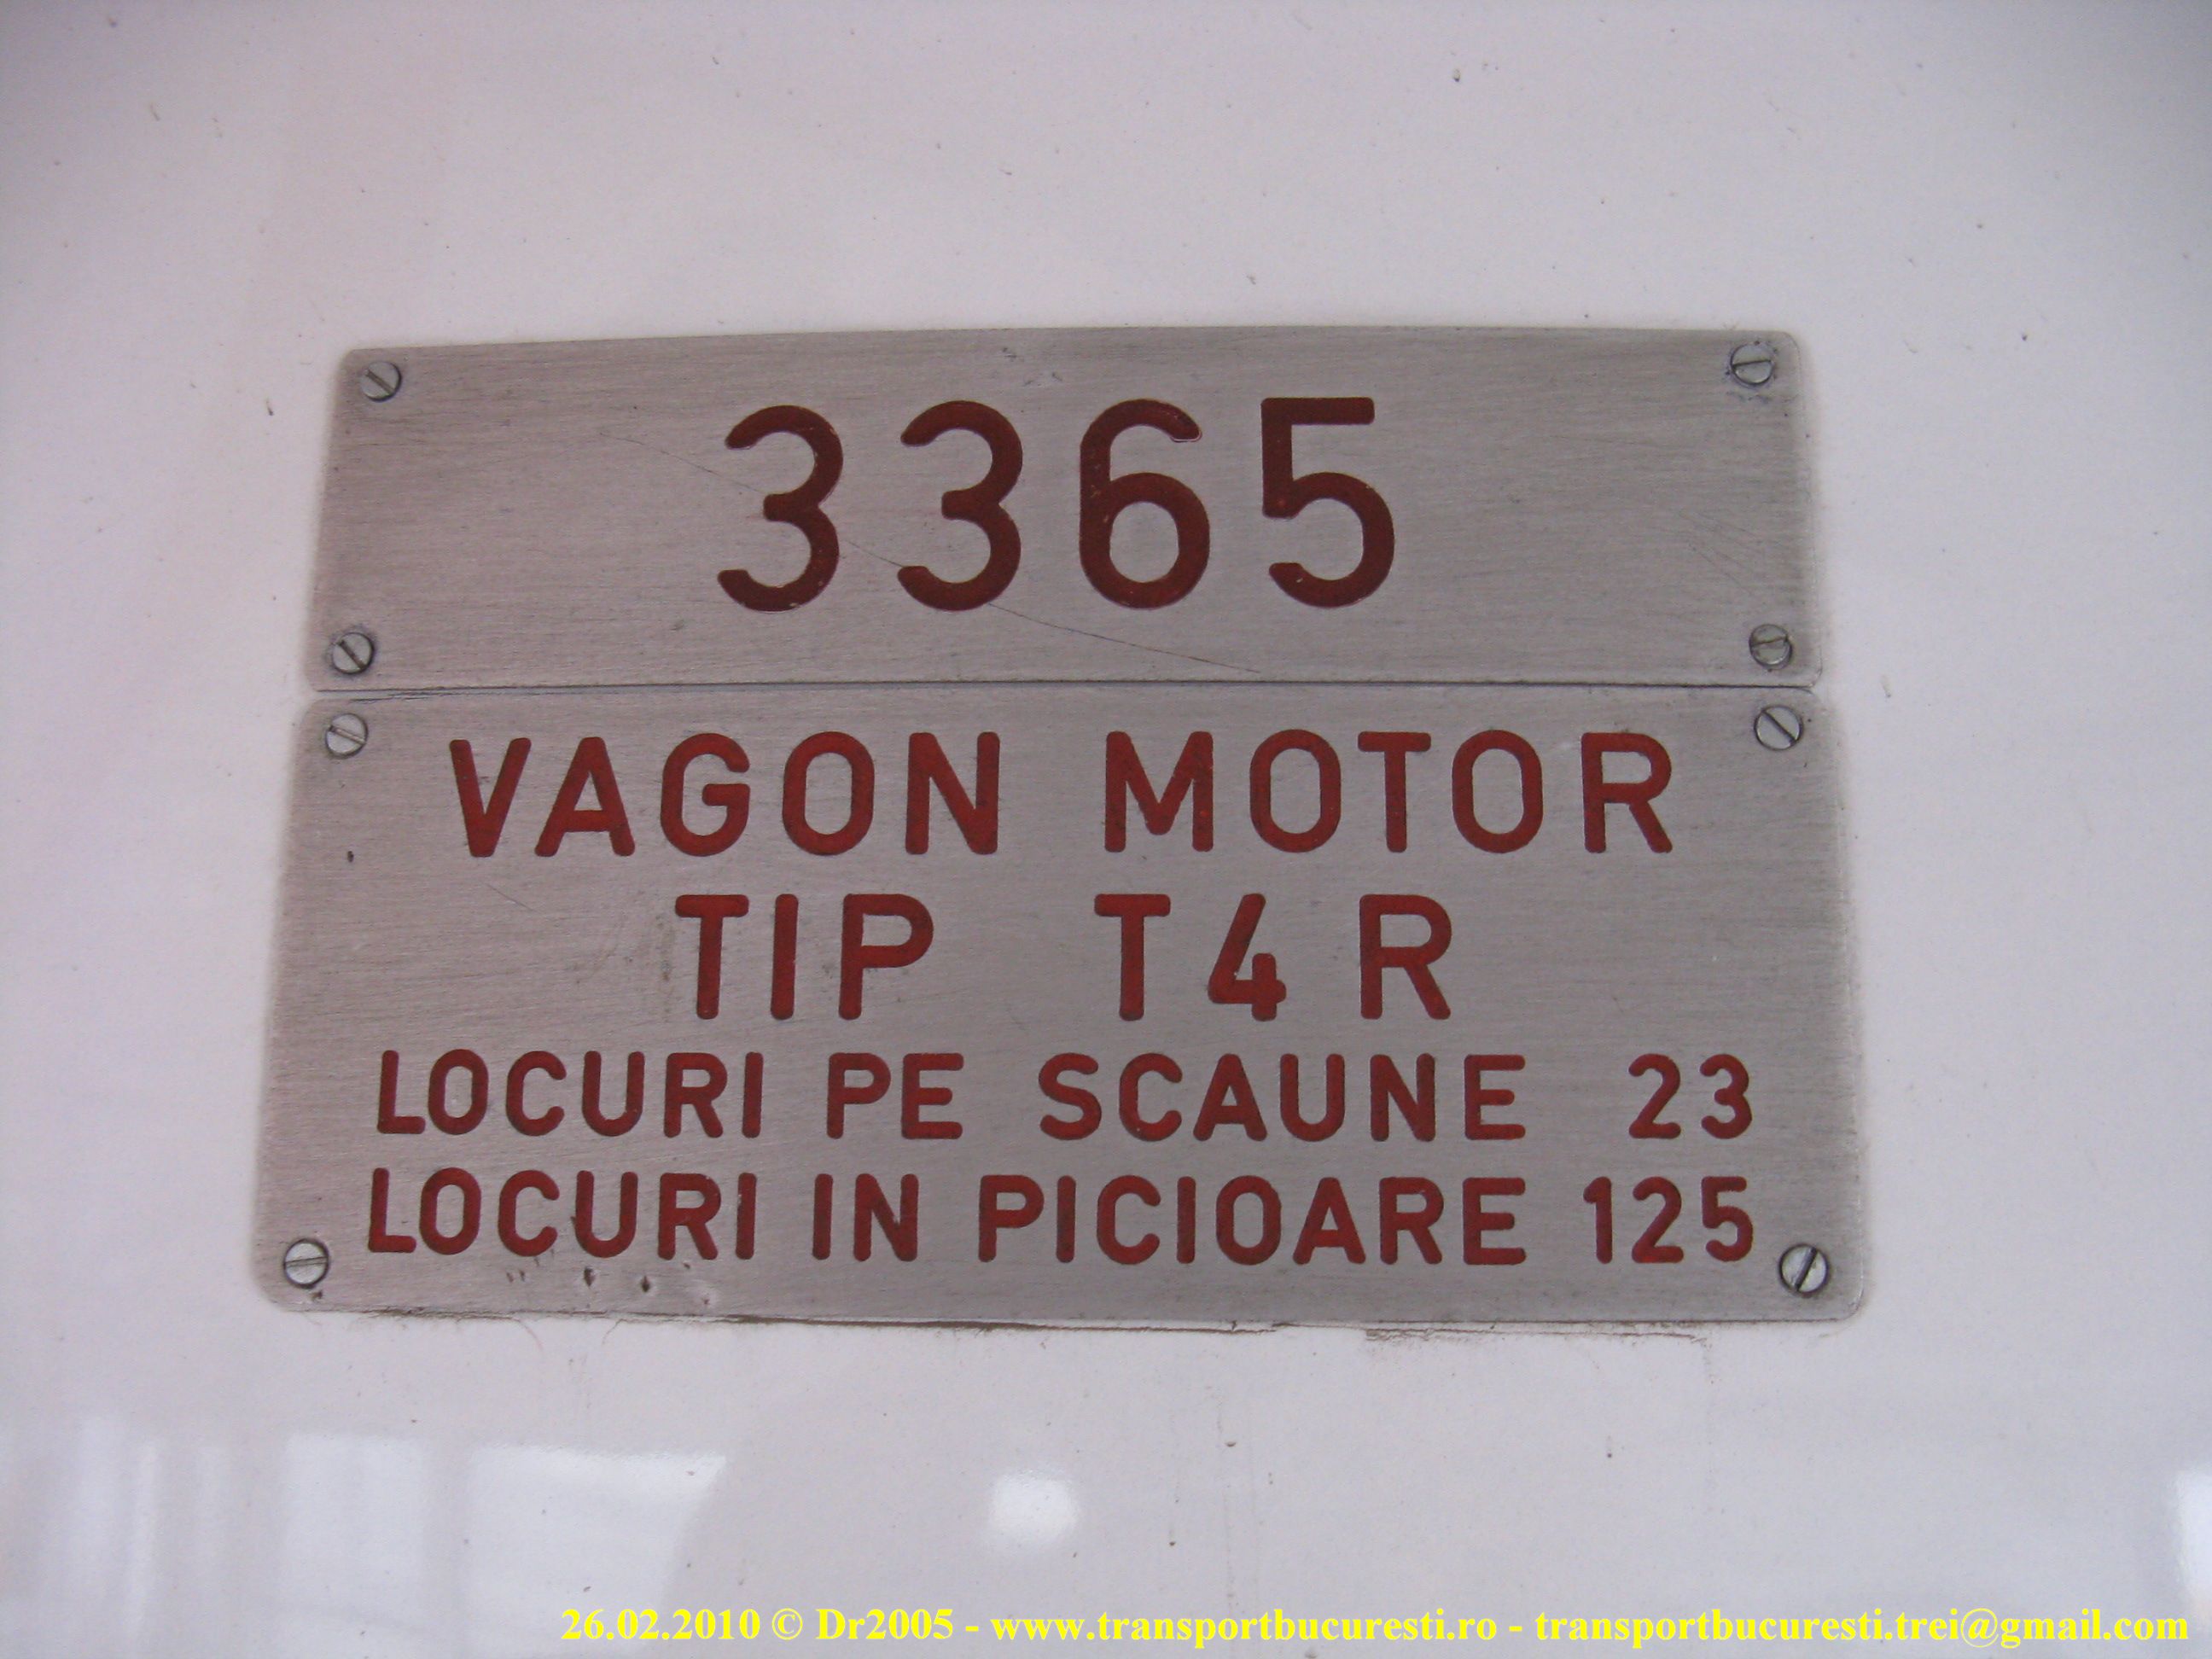 3365
VAGON MOTOR
TIP T4R
LOCURI PE SCAUNE 23
LOCURI IN PICIOARE 125
26.02.2010 © Dr2005 - www.transportbucuresti.ro - transportbucuresti.trei@gmail.com